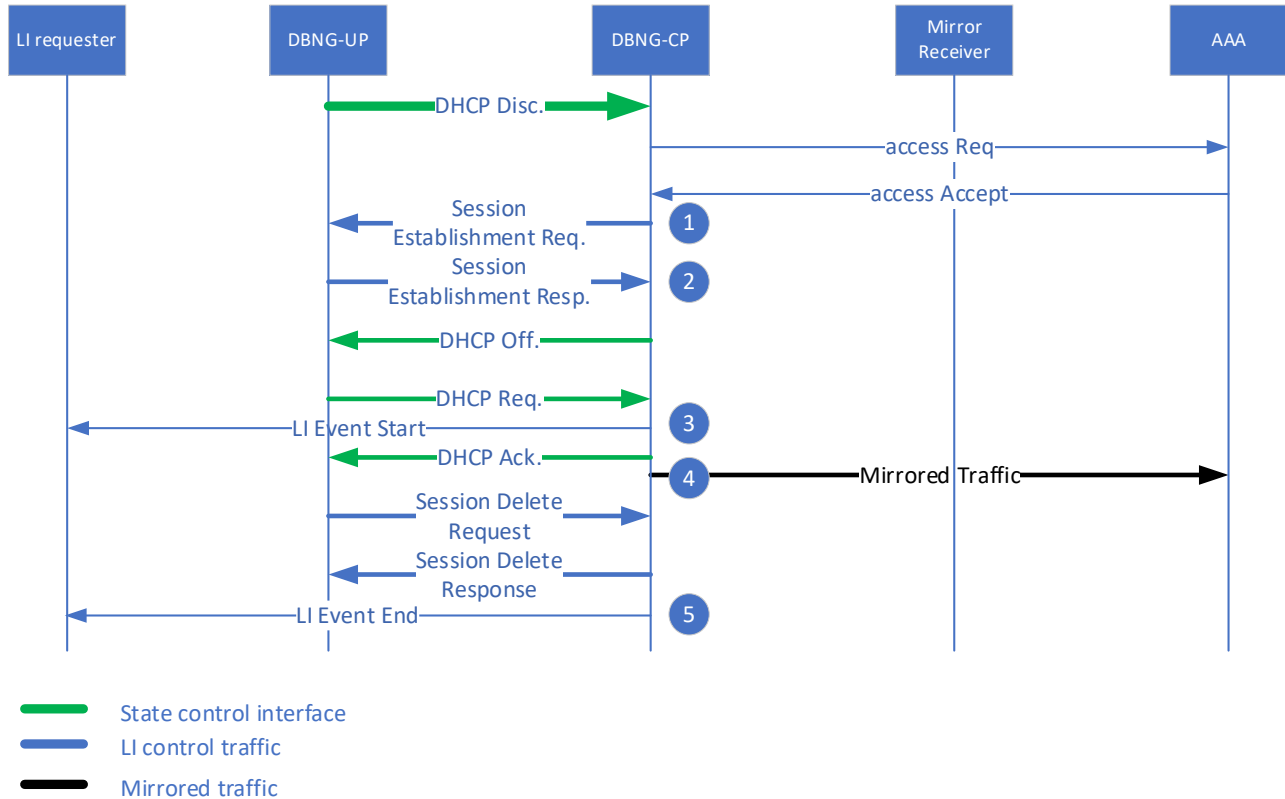 LI requester
DBNG-UP
DBNG-CP
Mirror
Receiver
AAA
DHCP Disc.
access Req
access Accept
Session
Establishment Req.
1
Session
Establishment Resp.
2
DHCP Off.
DHCP Req.
LI Event Start
3
DHCP Ack.
4
Mirrored Traffic
Session Delete
Request
Session Delete
Response
LI Event End
5
State control interface
LI control traffic
Mirrored traffic